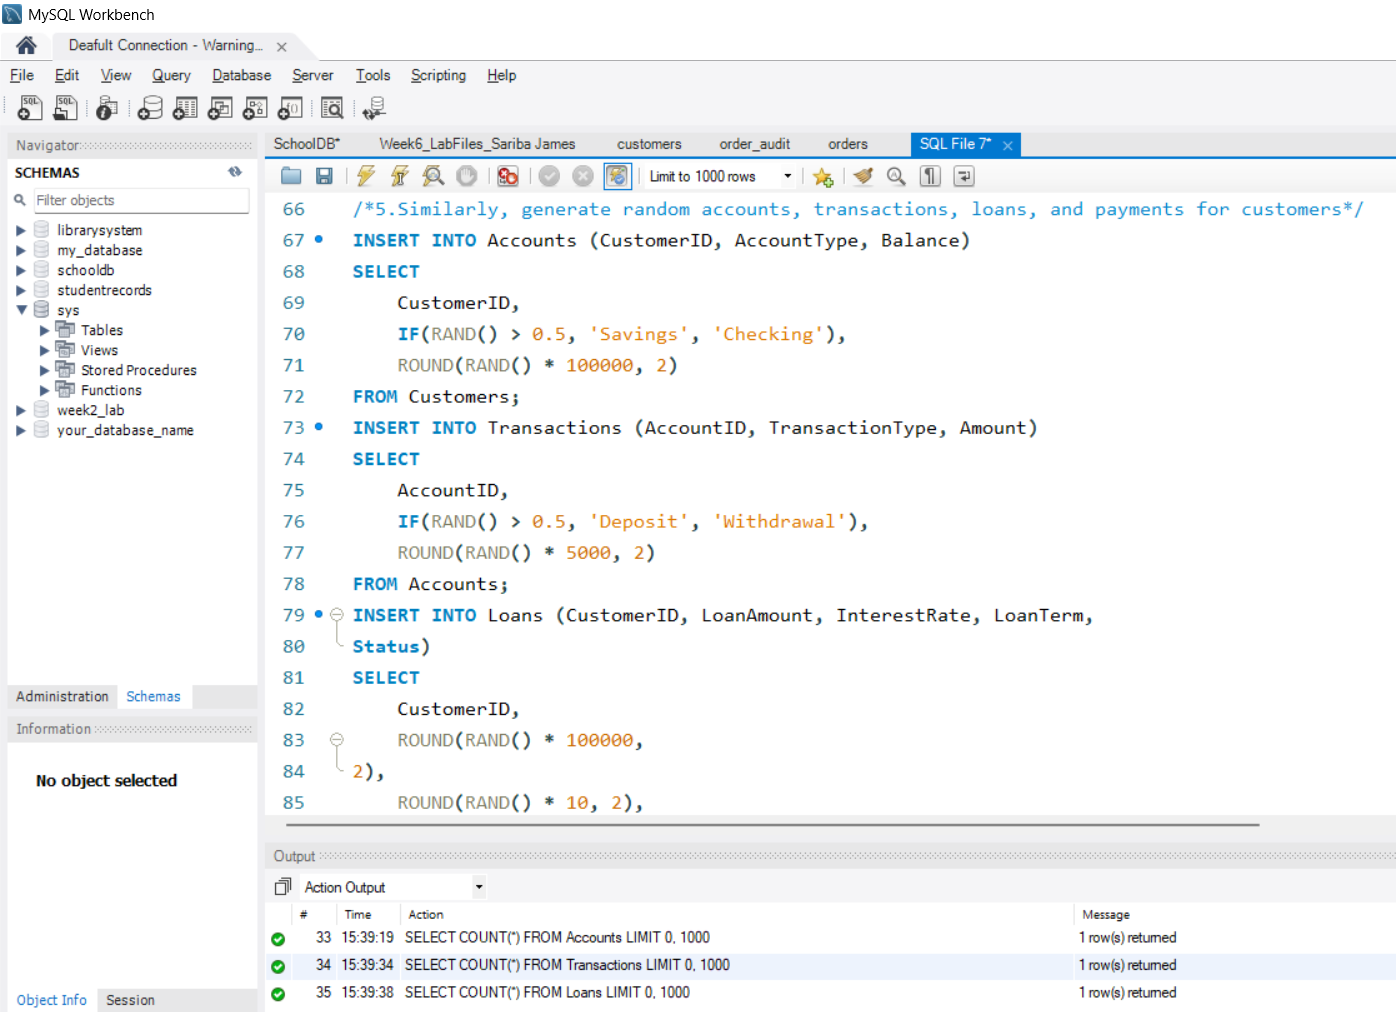 MySQL Workbench
Deafult Connection - Warning...
File Edit View Query Database Server Tools Scripting Help
Navigator
SCHEMAS
Filter objects
librarysystem
my_database
schooldb
studentrecords
sys
Tables
Views
Stored Procedures
Functions
week2_lab
your_database_name
Administration Schemas
Information
No object selected
Object Info Session
SchoolDB* Week6_LabFiles_Sariba James customers order_audit orders SQL File 7*
Limit to 1000 rows
66 /*5.Similarly, generate random accounts, transactions, loans, and payments for customers*/
67 INSERT INTO Accounts (CustomerID, AccountType, Balance)
68 SELECT
69 CustomerID,
70 IF(RAND() > 0.5, 'Savings', 'Checking'),
71 ROUND(RAND() * 100000, 2)
72 FROM Customers;
73 INSERT INTO Transactions (AccountID, TransactionType, Amount)
74 SELECT
75 AccountID,
76 IF(RAND() > 0.5, 'Deposit', 'Withdrawal'),
77 ROUND(RAND() * 5000, 2)
78 FROM Accounts;
79 INSERT INTO Loans (CustomerID, LoanAmount, InterestRate, LoanTerm,
80 Status)
81 SELECT
82 CustomerID,
83 ROUND(RAND() * 100000,
84 2),
85 ROUND(RAND() * 10, 2),
Output
Action Output
# Time Action Message
33 15:39:19 SELECT COUNT(*) FROM Accounts LIMIT 0, 1000 1 row(s) returned
34 15:39:34 SELECT COUNT(*) FROM Transactions LIMIT 0, 1000 1 row(s) returned
35 15:39:38 SELECT COUNT(*) FROM Loans LIMIT 0, 1000 1 row(s) returned